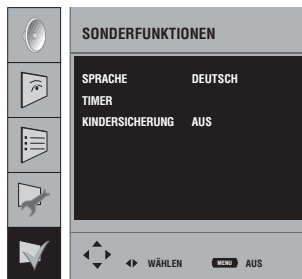 SONDERFUNKTIONEN
SPRACHE DEUTSCH
TIMER
KINDERSICHERUNG AUS
WÄHLEN MENU AUS